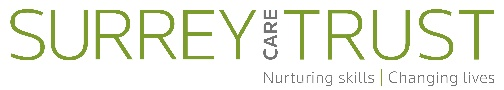 SURREY CARE TRUST
Nurturing skills | Changing lives